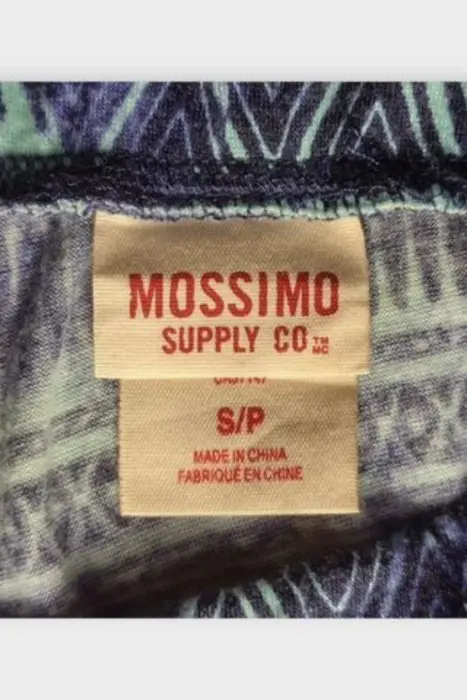 MOSSIMO
SUPPLY CO ™ MC
S/P
MADE IN CHINA
FABRIQUÉ EN CHINE